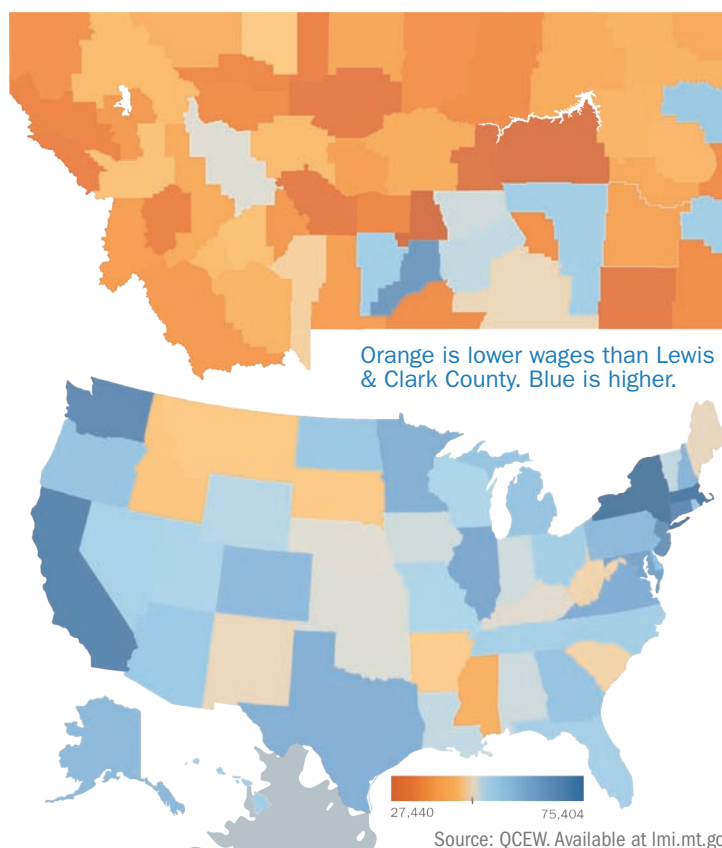 Orange is lower wages than Lewis
& Clark County. Blue is higher.
27,440
75,404
Source: QCEW. Available at lmi.mt.go